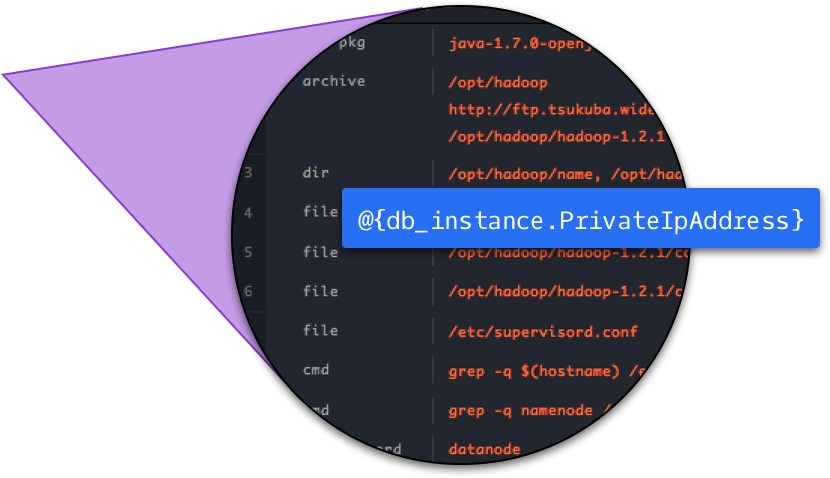 pkg java-1.7.0-openj
archive /opt/hadoop
http://ftp.tsukuba.wide
/opt/hadoop/hadoop-1.2.1
3 dir /opt/hadoop/name, /opt/had
4 file
@{db_instance.PrivateIpAddress}
5 file /opt/hadoop/hadoop-1.2.1/co
6 file /opt/hadoop/hadoop-1.2.1/c
file /etc/supervisord.conf
cmd grep -q $(hostname) /e
md grep -q namenode /
rd datanode